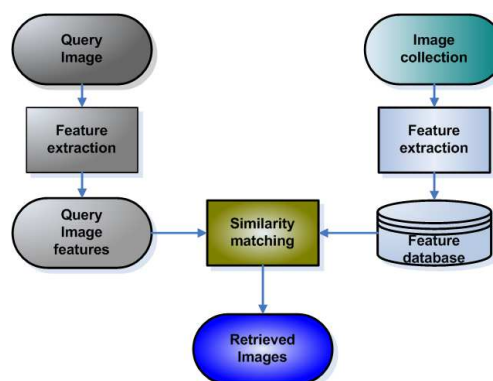 Query
Image
Image
collection
Feature
extraction
Feature
extraction
Query
Image
features
Similarity
matching
Feature
database
Retrieved
Images